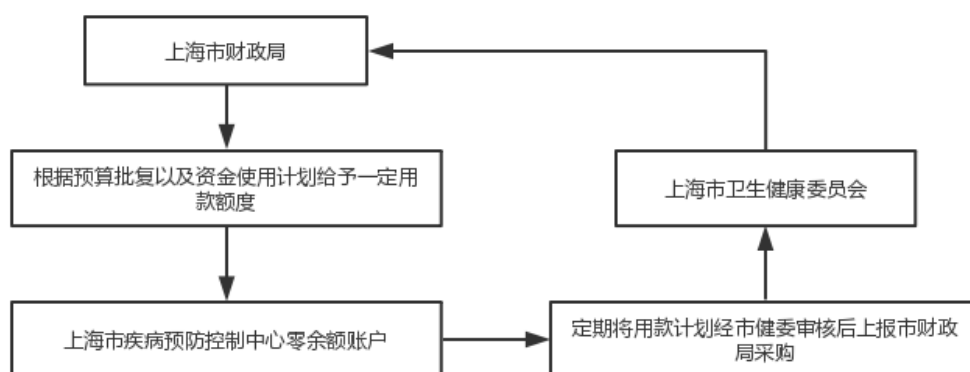 上海市财政局
根据预算批复以及资金使用计划给予一定用
款额度
上海市卫生健康委员会
上海市疾病预防控制中心零余额账户
定期将用款计划经市健委审核后上报市财政
局采购